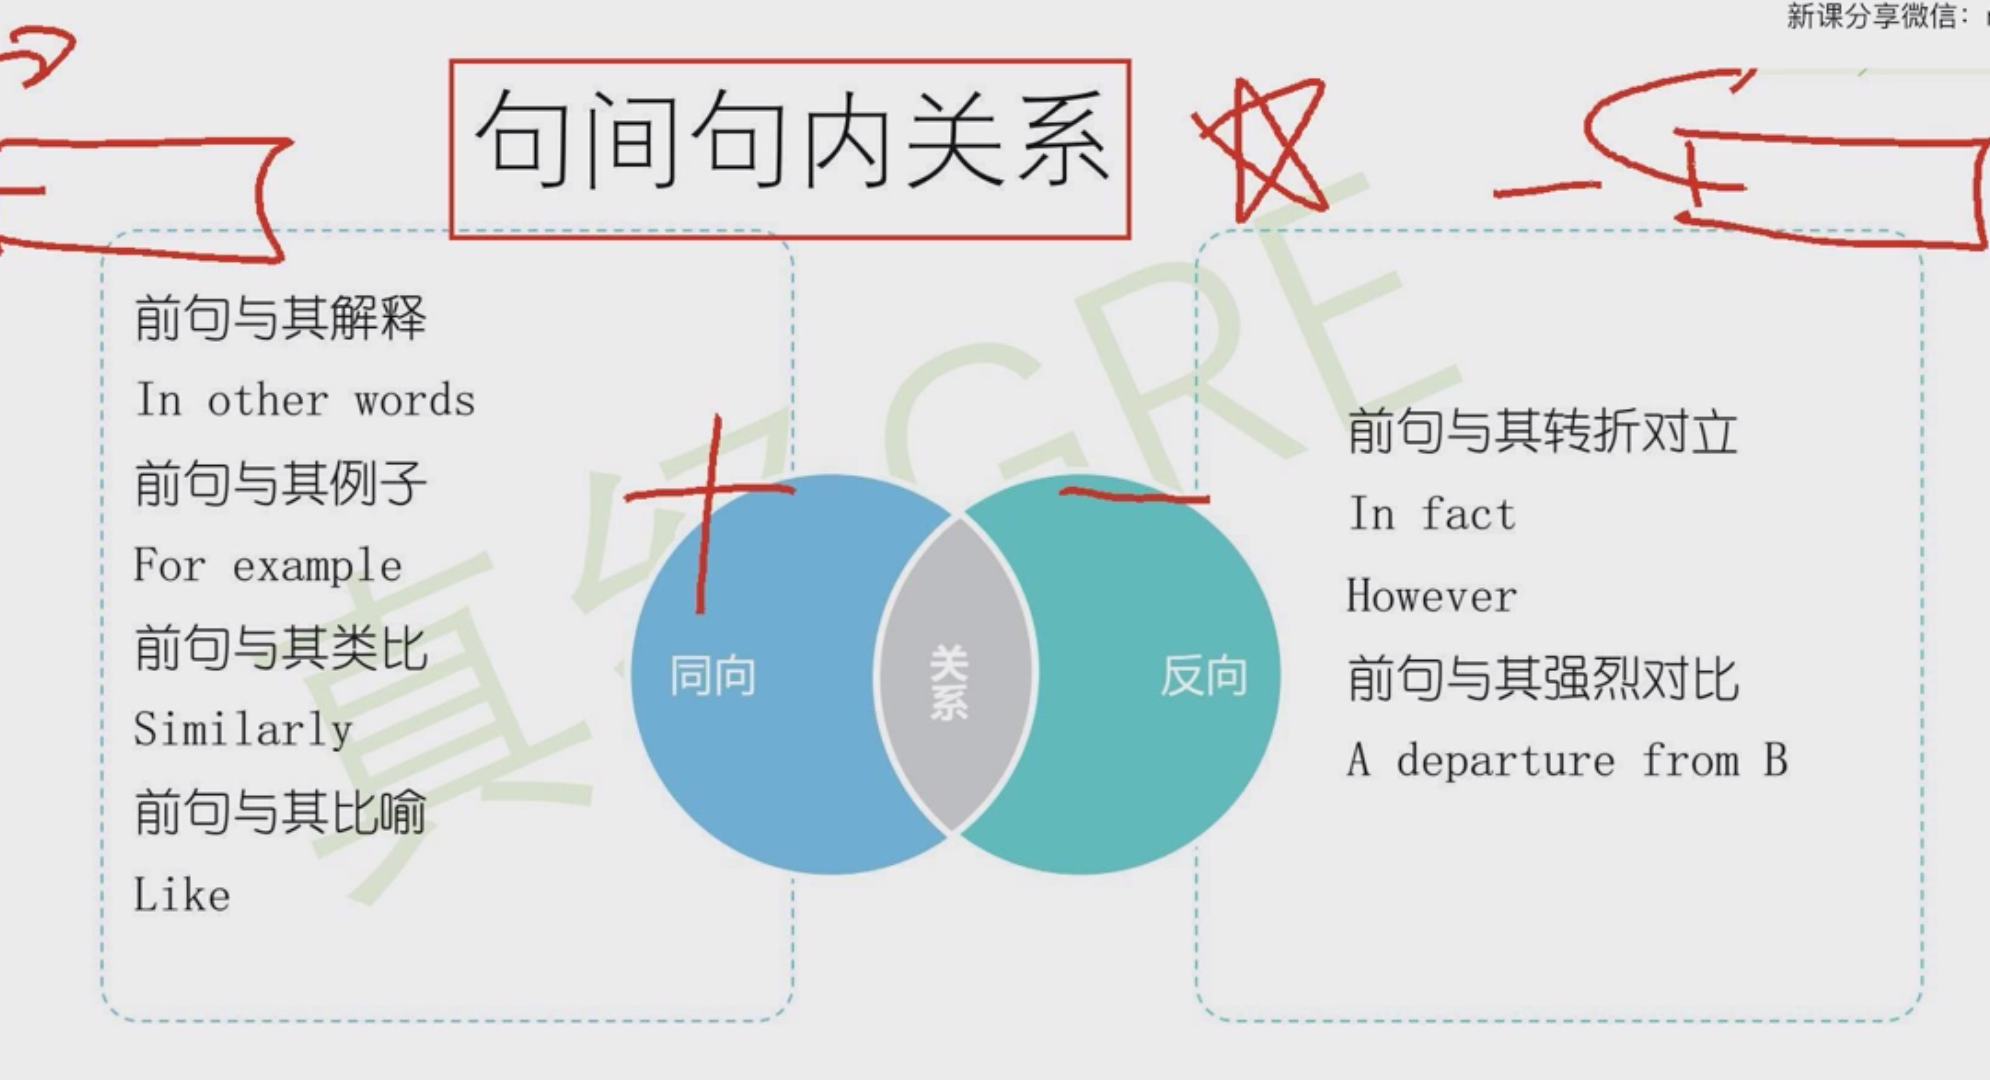 新课分享微信：
句间句内关系
前句与其解释
In other words
前句与其例子
For example
前句与其类比
Similarly
前句与其比喻
Like
同向
关系
反向
前句与其转折对立
In fact
However
前句与其强烈对比
A departure from B
真经GRE